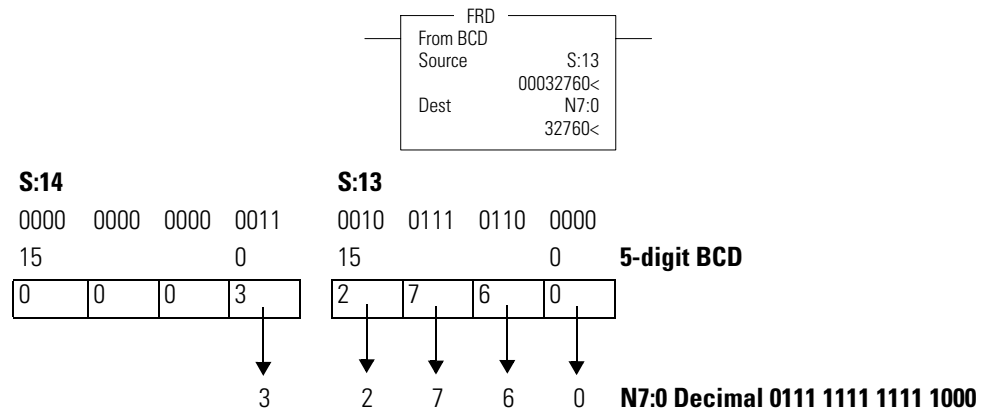 FRD
From BCD
Source S:13
00032760<
Dest N7:0
32760<
S:14 S:13
0000 0000 0000 0011 0010 0111 0110 0000
15 0 15 0 5-digit BCD
0 0 0 3 2 7 6 0
3 2 7 6 0 N7:0 Decimal 0111 1111 1111 1000